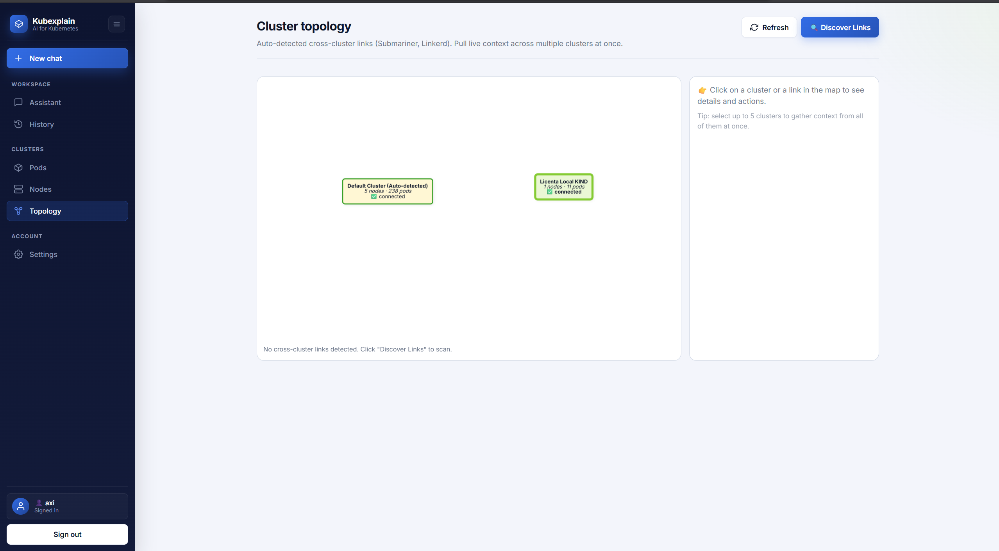 Kubexplain
AI for Kubernetes
New chat
WORKSPACE
Assistant
History
CLUSTERS
Pods
Nodes
Topology
ACCOUNT
Settings
axi
Signed in
Sign out
Cluster topology
Auto-detected cross-cluster links (Submariner, Linkerd). Pull live context across multiple clusters at once.
Refresh
Discover Links
Default Cluster (Auto-detected)
5 nodes · 238 pods
✅ connected
Licenta Local KIND
1 nodes · 11 pods
✅ connected
No cross-cluster links detected. Click "Discover Links" to scan.
👉 Click on a cluster or a link in the map to see
details and actions.
Tip: select up to 5 clusters to gather context from all
of them at once.